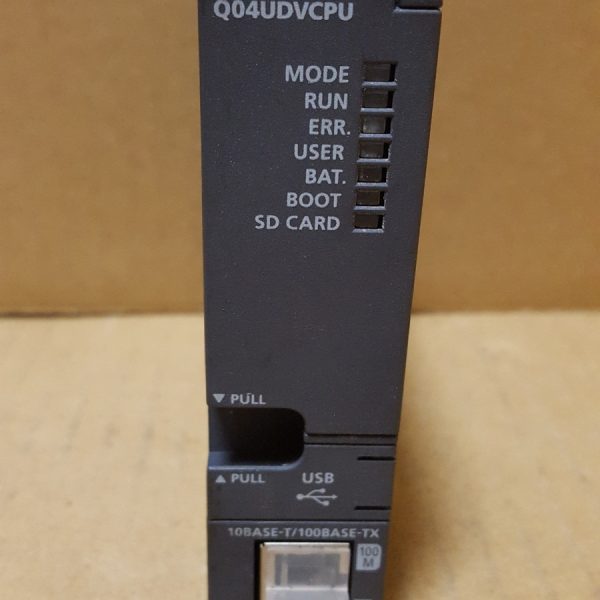 Q04UDVCPU
MODE
RUN
ERR.
USER
BAT.
BOOT
SD CARD
▼ PULL
▲ PULL
USB
10BASE-T/100BASE-TX
100
M